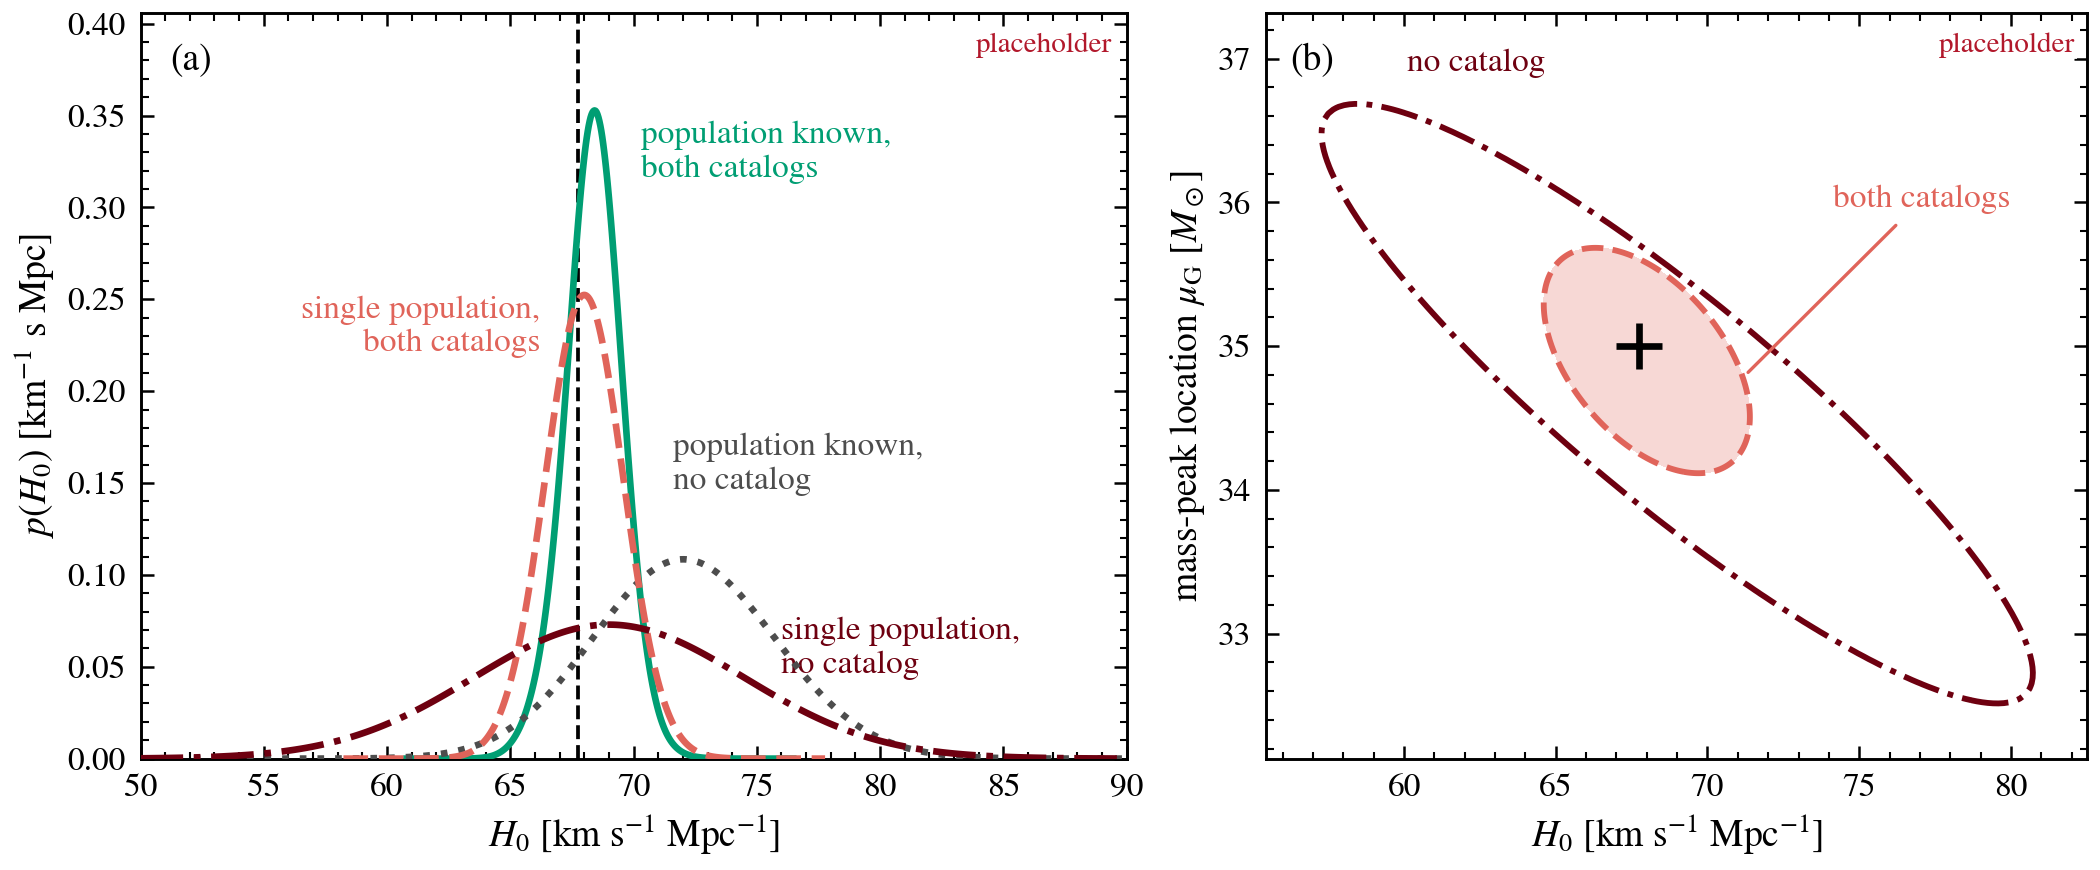 (a)
placeholder
population known,
both catalogs
single population,
both catalogs
population known,
no catalog
single population,
no catalog
0.40
0.35
0.30
0.25
0.20
0.15
0.10
0.05
0.00
p(H₀) [km⁻¹ s Mpc]
50 55 60 65 70 75 80 85 90
H₀ [km s⁻¹ Mpc⁻¹]
(b)
placeholder
no catalog
both catalogs
37
36
35
34
33
mass-peak location μ_G [M_⊙]
60 65 70 75 80
H₀ [km s⁻¹ Mpc⁻¹]